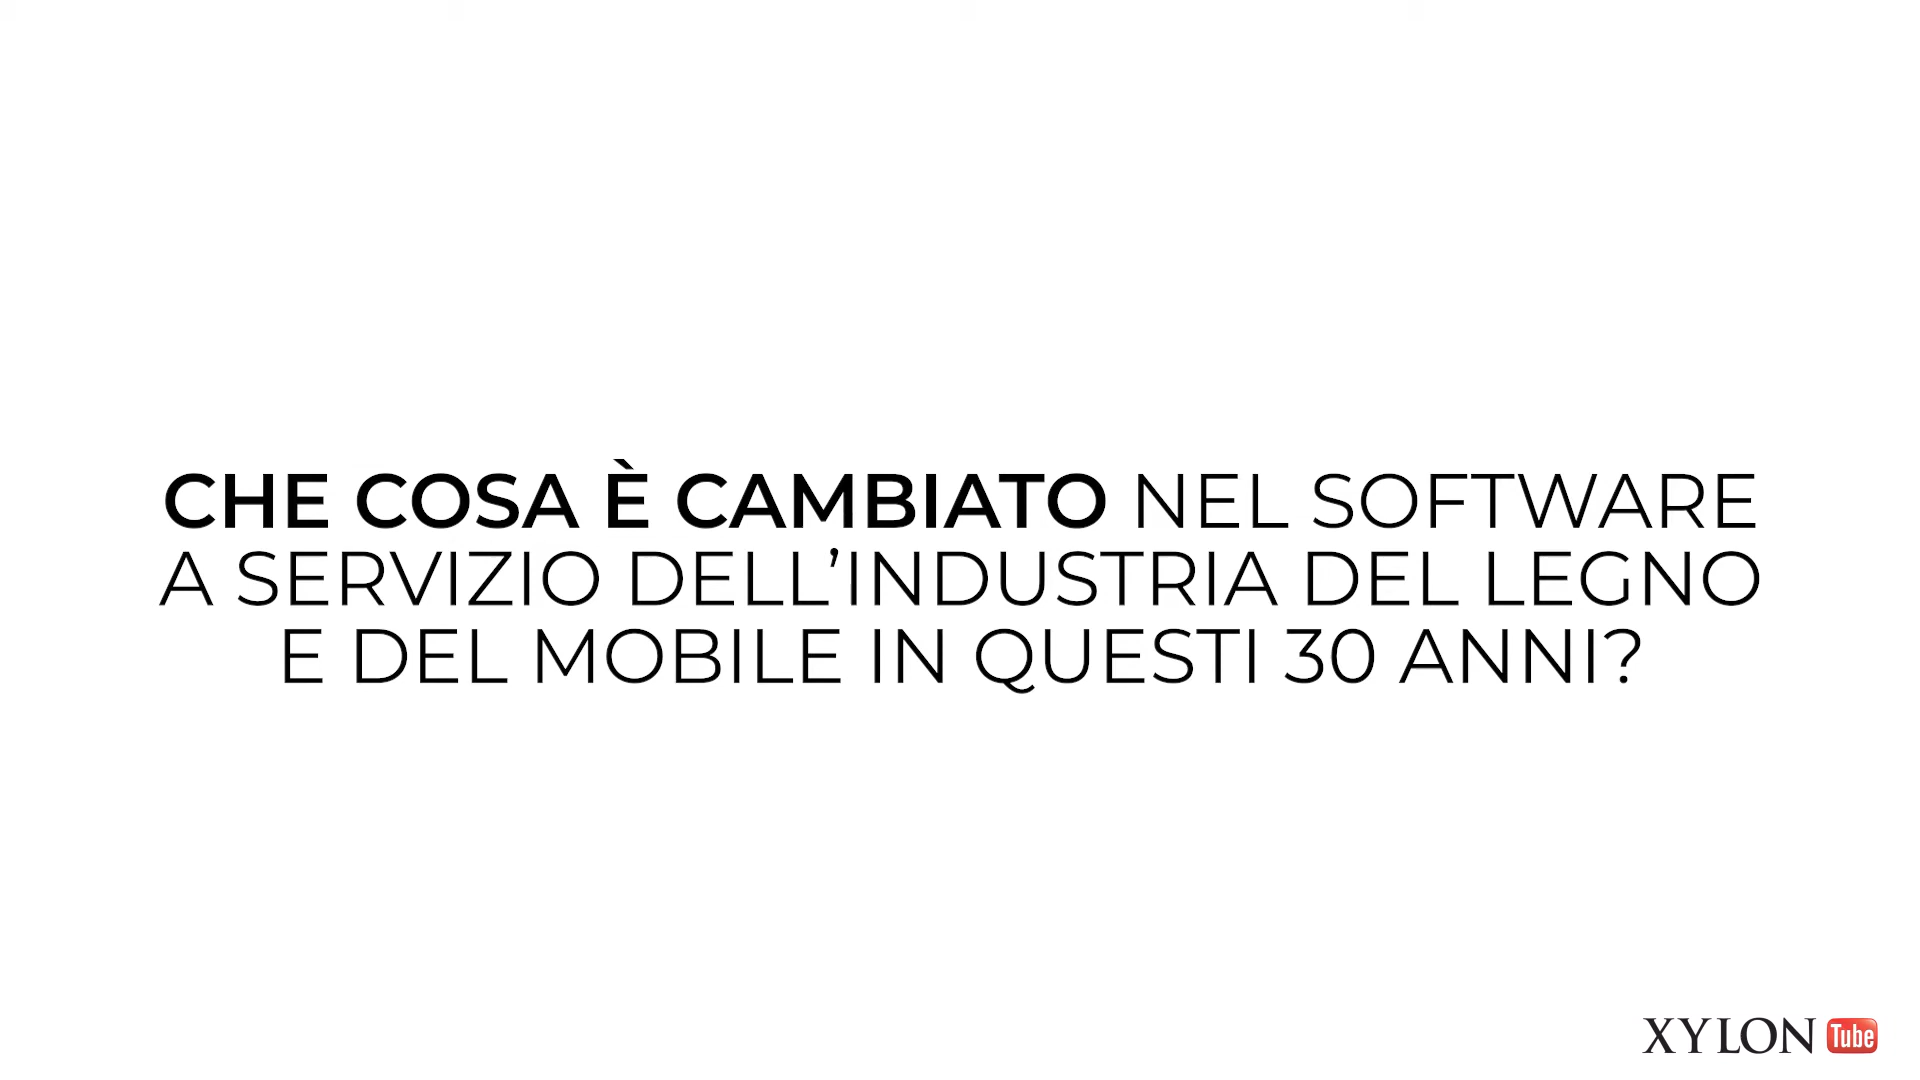 CHE COSA È CAMBIATO NEL SOFTWARE
A SERVIZIO DELL’INDUSTRIA DEL LEGNO
E DEL MOBILE IN QUESTI 30 ANNI?
XYLON Tube